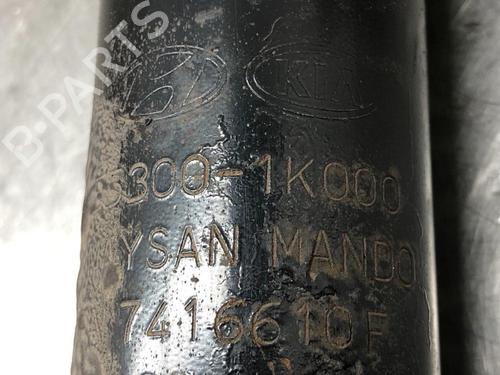 KIA
300-1K000
YSAN MANDO
7416610F
B-PARTS